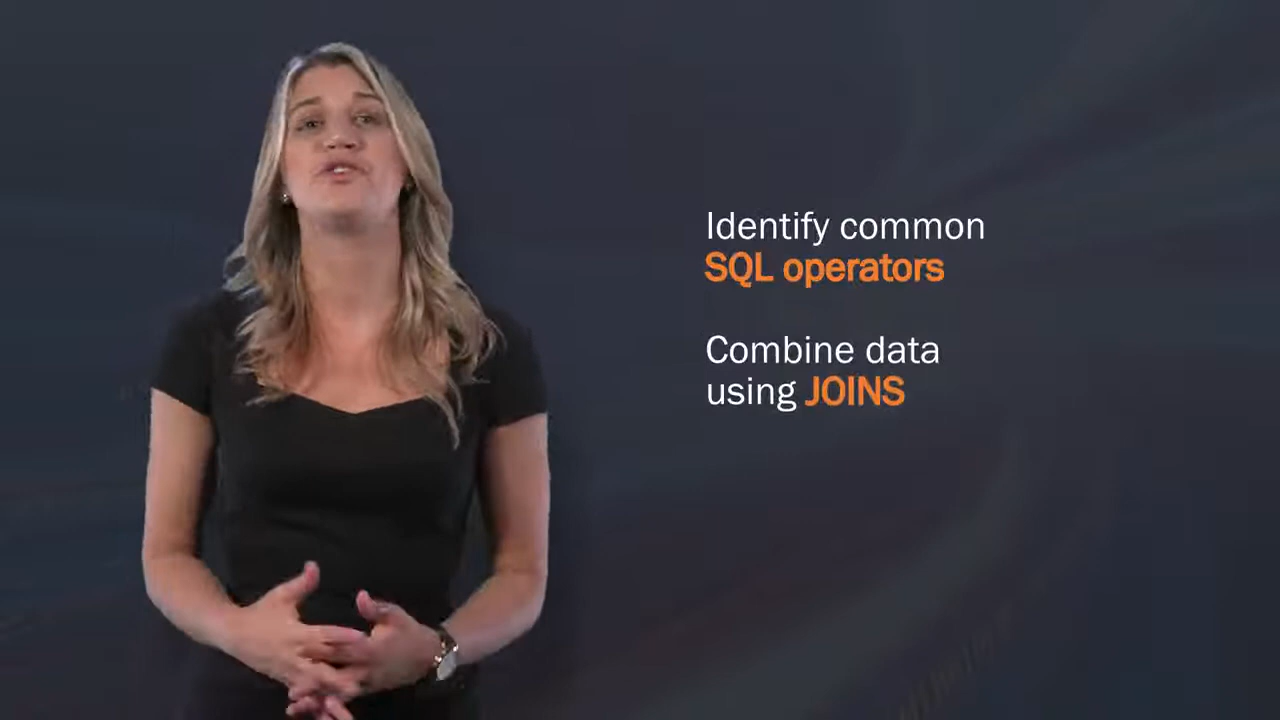 Identify common
SQL operators
Combine data
using JOINS